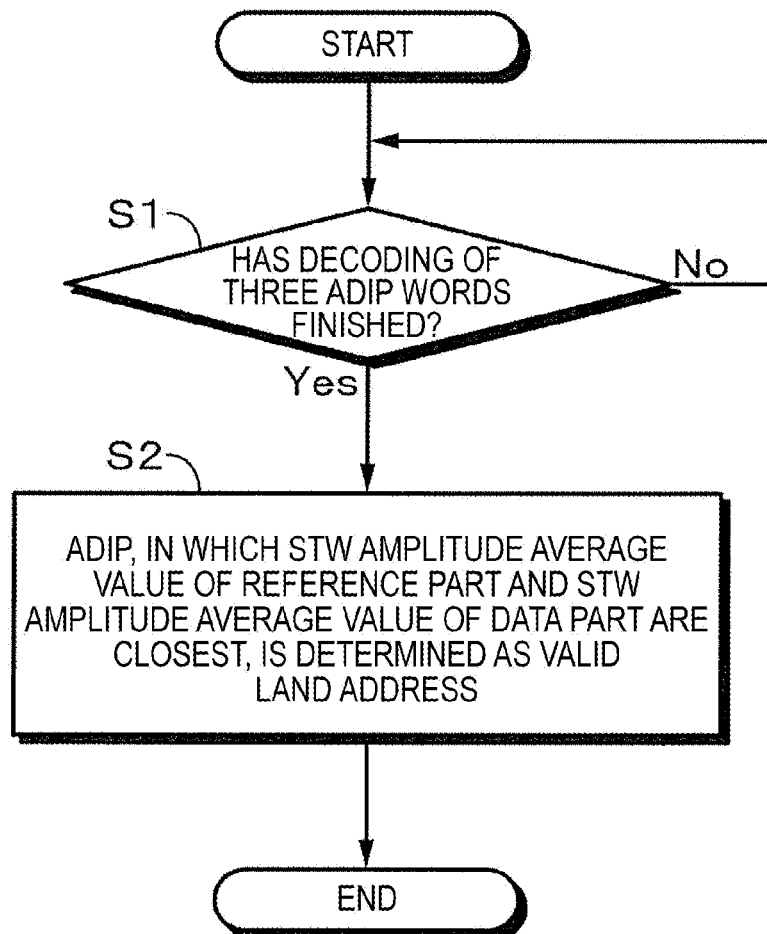 START
S1
HAS DECODING OF
THREE ADIP WORDS
FINISHED?
No
Yes
S2
ADIP, IN WHICH STW AMPLITUDE AVERAGE
VALUE OF REFERENCE PART AND STW
AMPLITUDE AVERAGE VALUE OF DATA PART ARE
CLOSEST, IS DETERMINED AS VALID
LAND ADDRESS
END